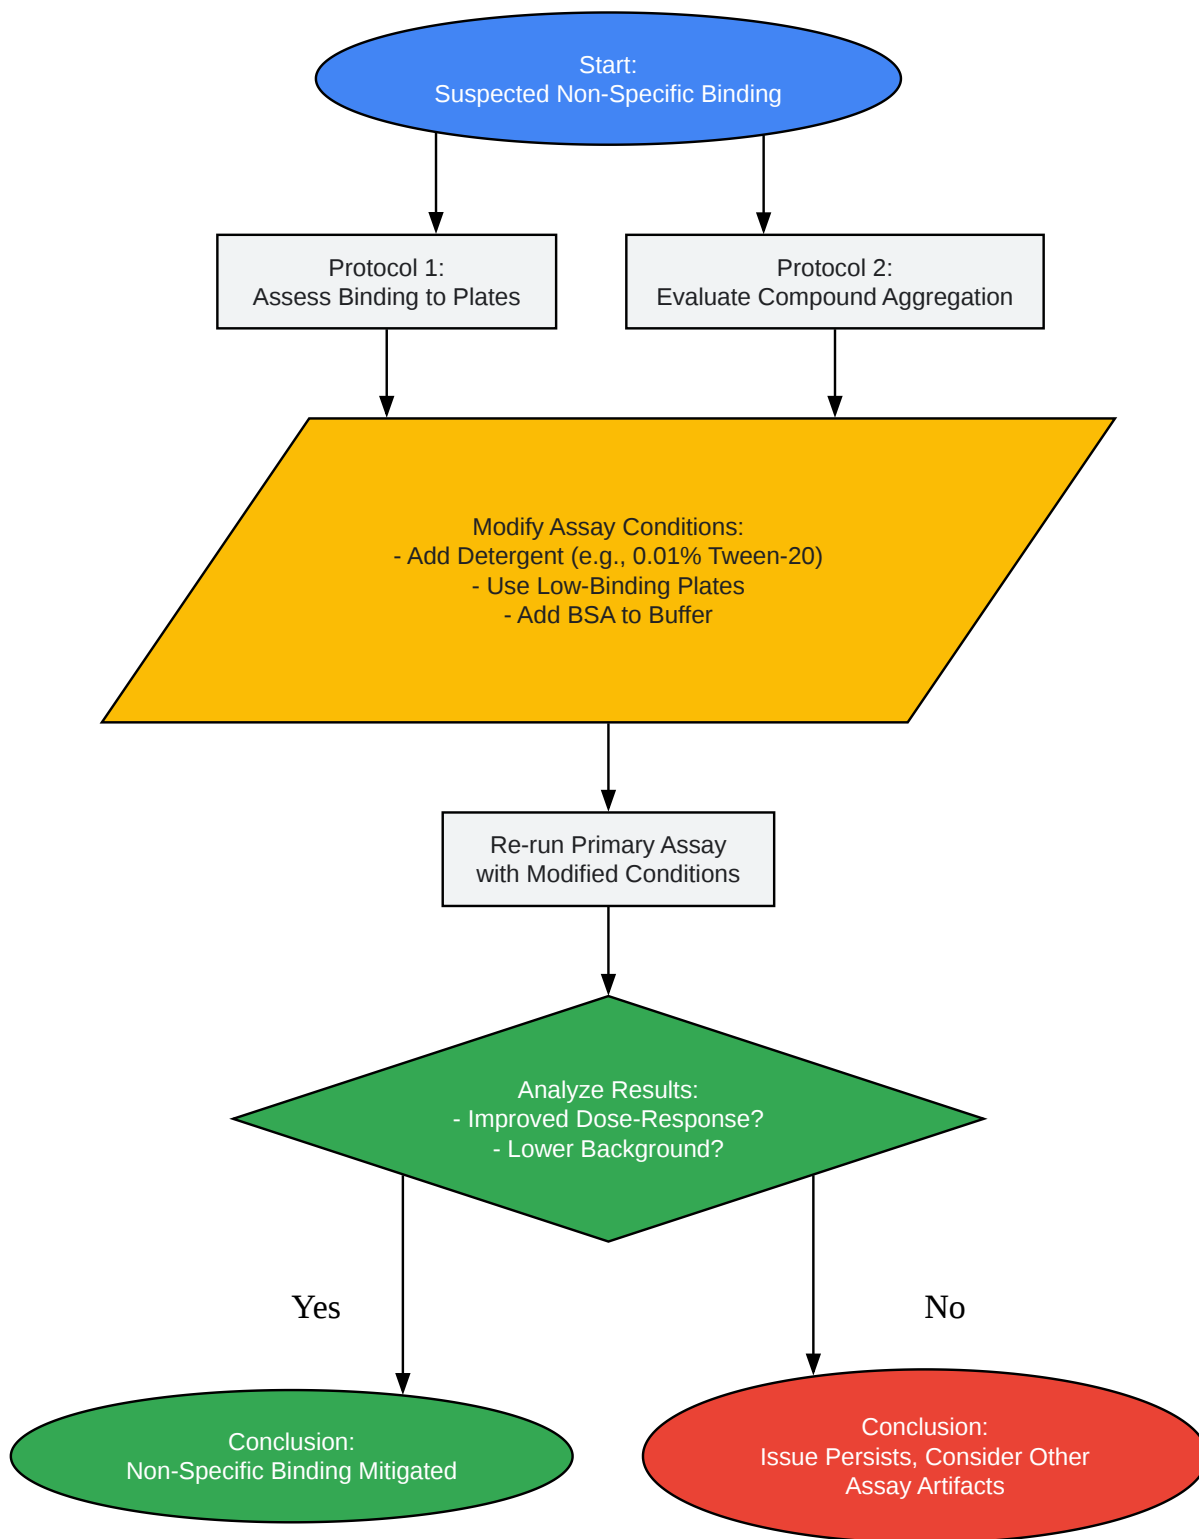 Start:
Suspected Non-Specific Binding
Protocol 1:
Assess Binding to Plates
Protocol 2:
Evaluate Compound Aggregation
Modify Assay Conditions:
- Add Detergent (e.g., 0.01% Tween-20)
- Use Low-Binding Plates
- Add BSA to Buffer
Re-run Primary Assay
with Modified Conditions
Analyze Results:
- Improved Dose-Response?
- Lower Background?
Yes
No
Conclusion:
Non-Specific Binding Mitigated
Conclusion:
Issue Persists, Consider Other
Assay Artifacts